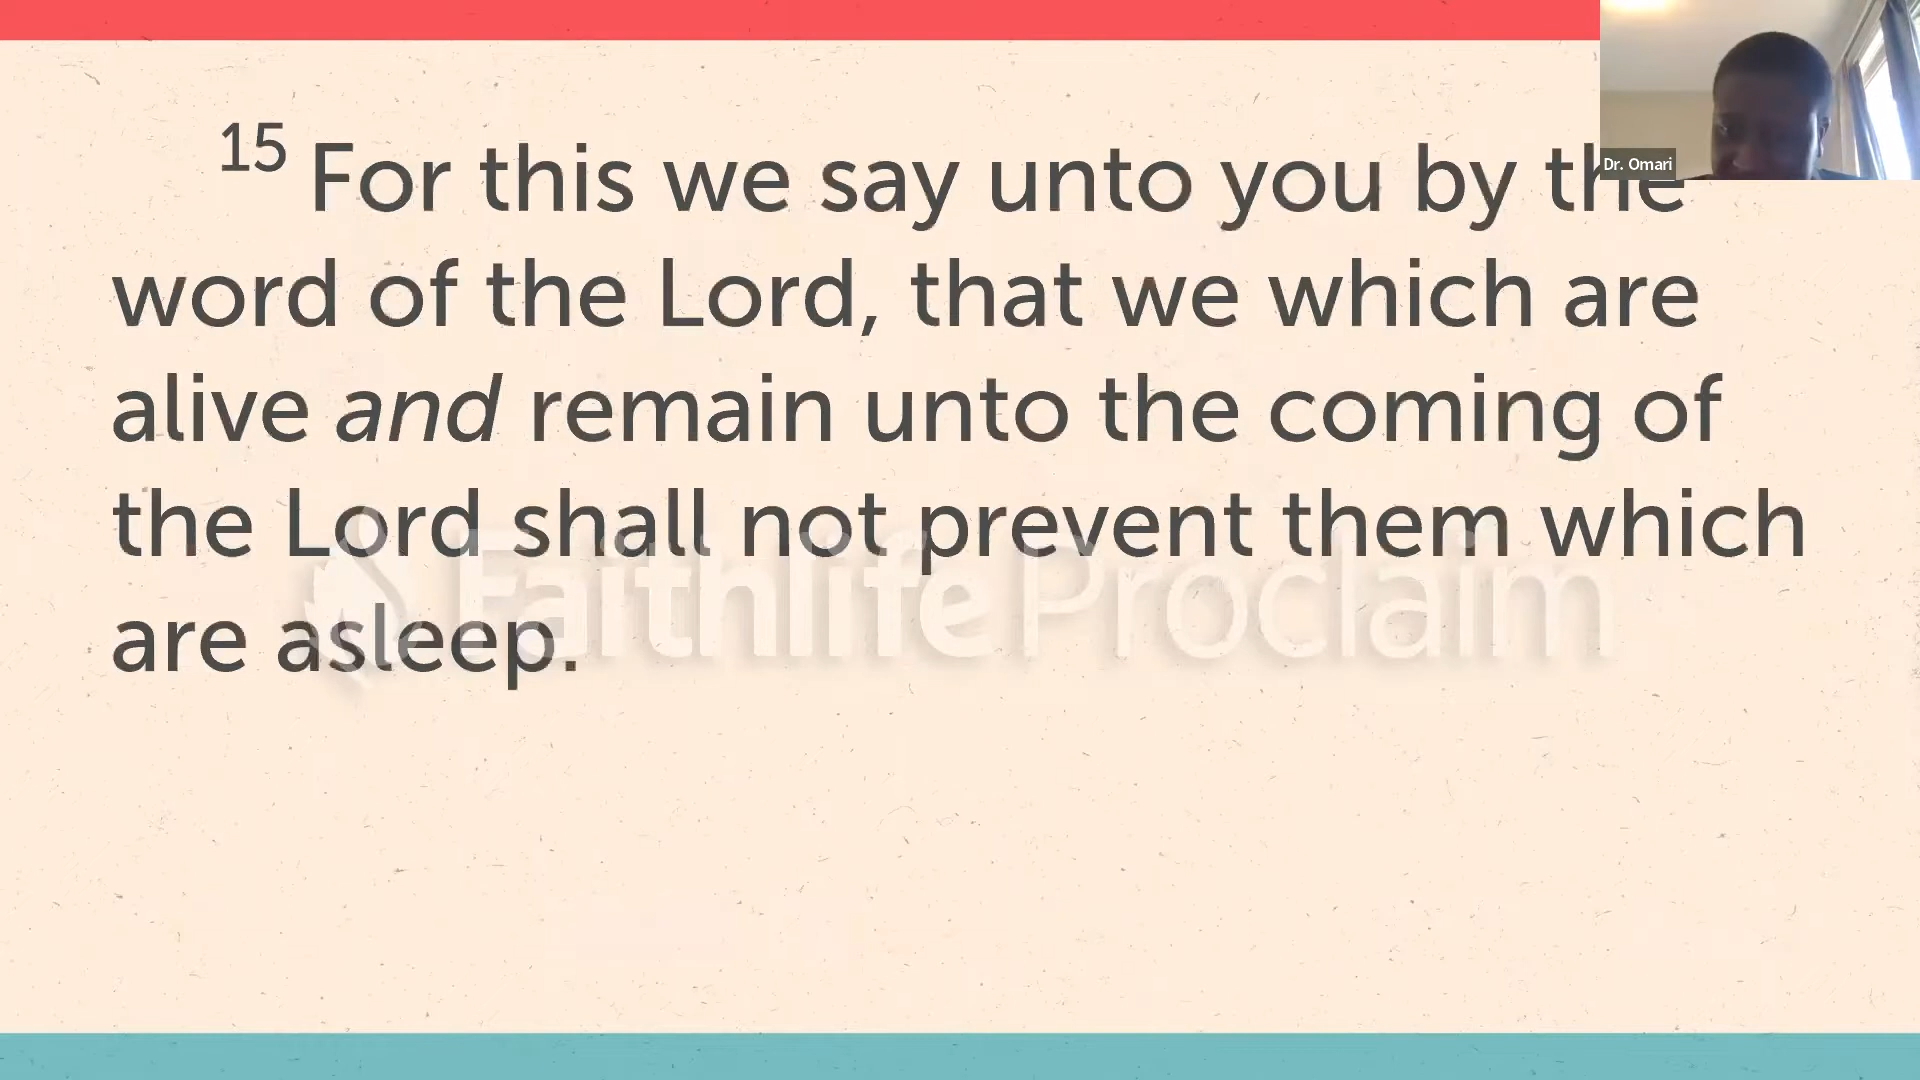 15 For this we say unto you by the
word of the Lord, that we which are
alive and remain unto the coming of
the Lord shall not prevent them which
are asleep.
Faithlife Proclaim
Dr. Omari